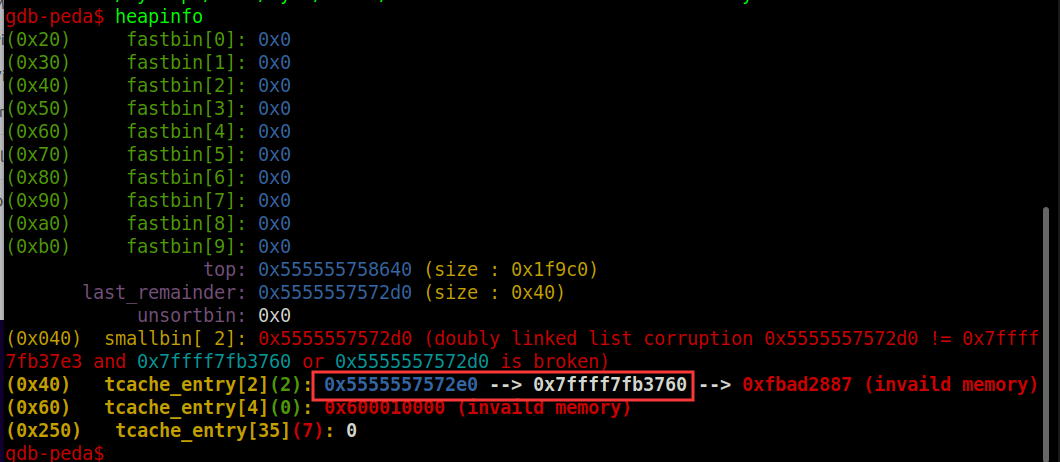 gdb-peda$ heapinfo
(0x20)     fastbin[0]: 0x0
(0x30)     fastbin[1]: 0x0
(0x40)     fastbin[2]: 0x0
(0x50)     fastbin[3]: 0x0
(0x60)     fastbin[4]: 0x0
(0x70)     fastbin[5]: 0x0
(0x80)     fastbin[6]: 0x0
(0x90)     fastbin[7]: 0x0
(0xa0)     fastbin[8]: 0x0
(0xb0)     fastbin[9]: 0x0
top: 0x555555758640 (size : 0x1f9c0)
last_remainder: 0x5555557572d0 (size : 0x40)
unsortbin: 0x0
(0x040)   smallbin[ 2]: 0x5555557572d0 (doubly linked list corruption 0x5555557572d0 != 0x7ffff
7fb37e3 and 0x7ffff7fb3760 or 0x5555557572d0 is broken)
(0x40)   tcache_entry[2](2): 0x5555557572e0 --> 0x7ffff7fb3760 --> 0xfbad2887 (invaild memory)
(0x60)   tcache_entry[4](0): 0x600010000 (invaild memory)
(0x250)   tcache_entry[35](7): 0
gdb-peda$